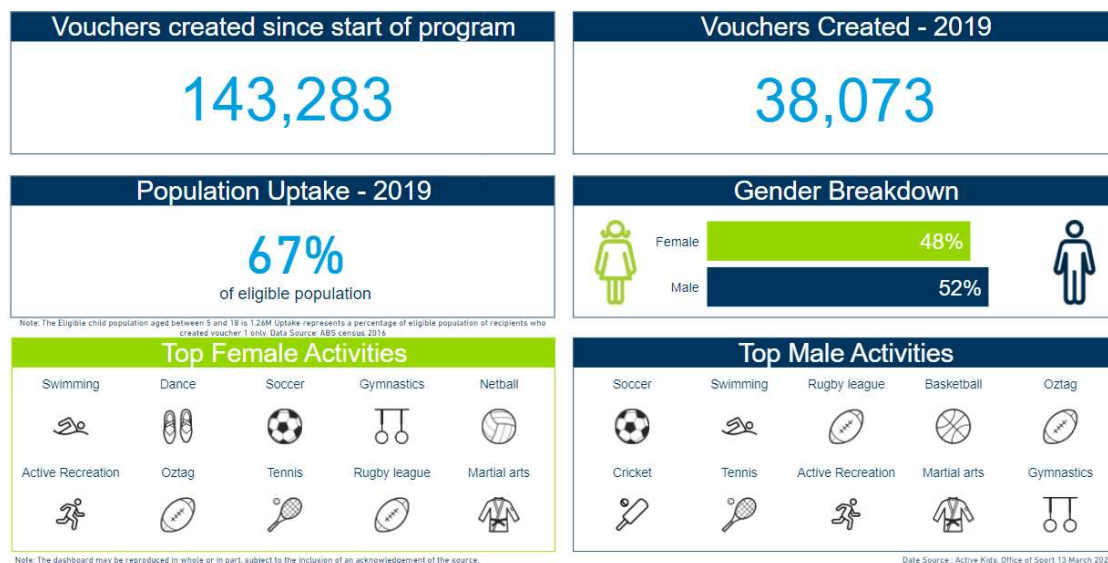 Vouchers created since start of program
143,283
Vouchers Created - 2019
38,073
Population Uptake - 2019
67%
of eligible population
Note: The Eligible child population aged between 5 and 18 is 1.26M Uptake represents a percentage of eligible population of recipients who
created voucher 1 only. Data Source: ABS census 2016
Gender Breakdown
Female 48%
Male 52%
Top Female Activities
Swimming Dance Soccer Gymnastics Netball
Active Recreation Oztag Tennis Rugby league Martial arts
Top Male Activities
Soccer Swimming Rugby league Basketball Oztag
Cricket Tennis Active Recreation Martial arts Gymnastics
Note: The dashboard may be reproduced in whole or in part, subject to the inclusion of an acknowledgement of the source.
Date Source : Active Kids, Office of Sport 13 March